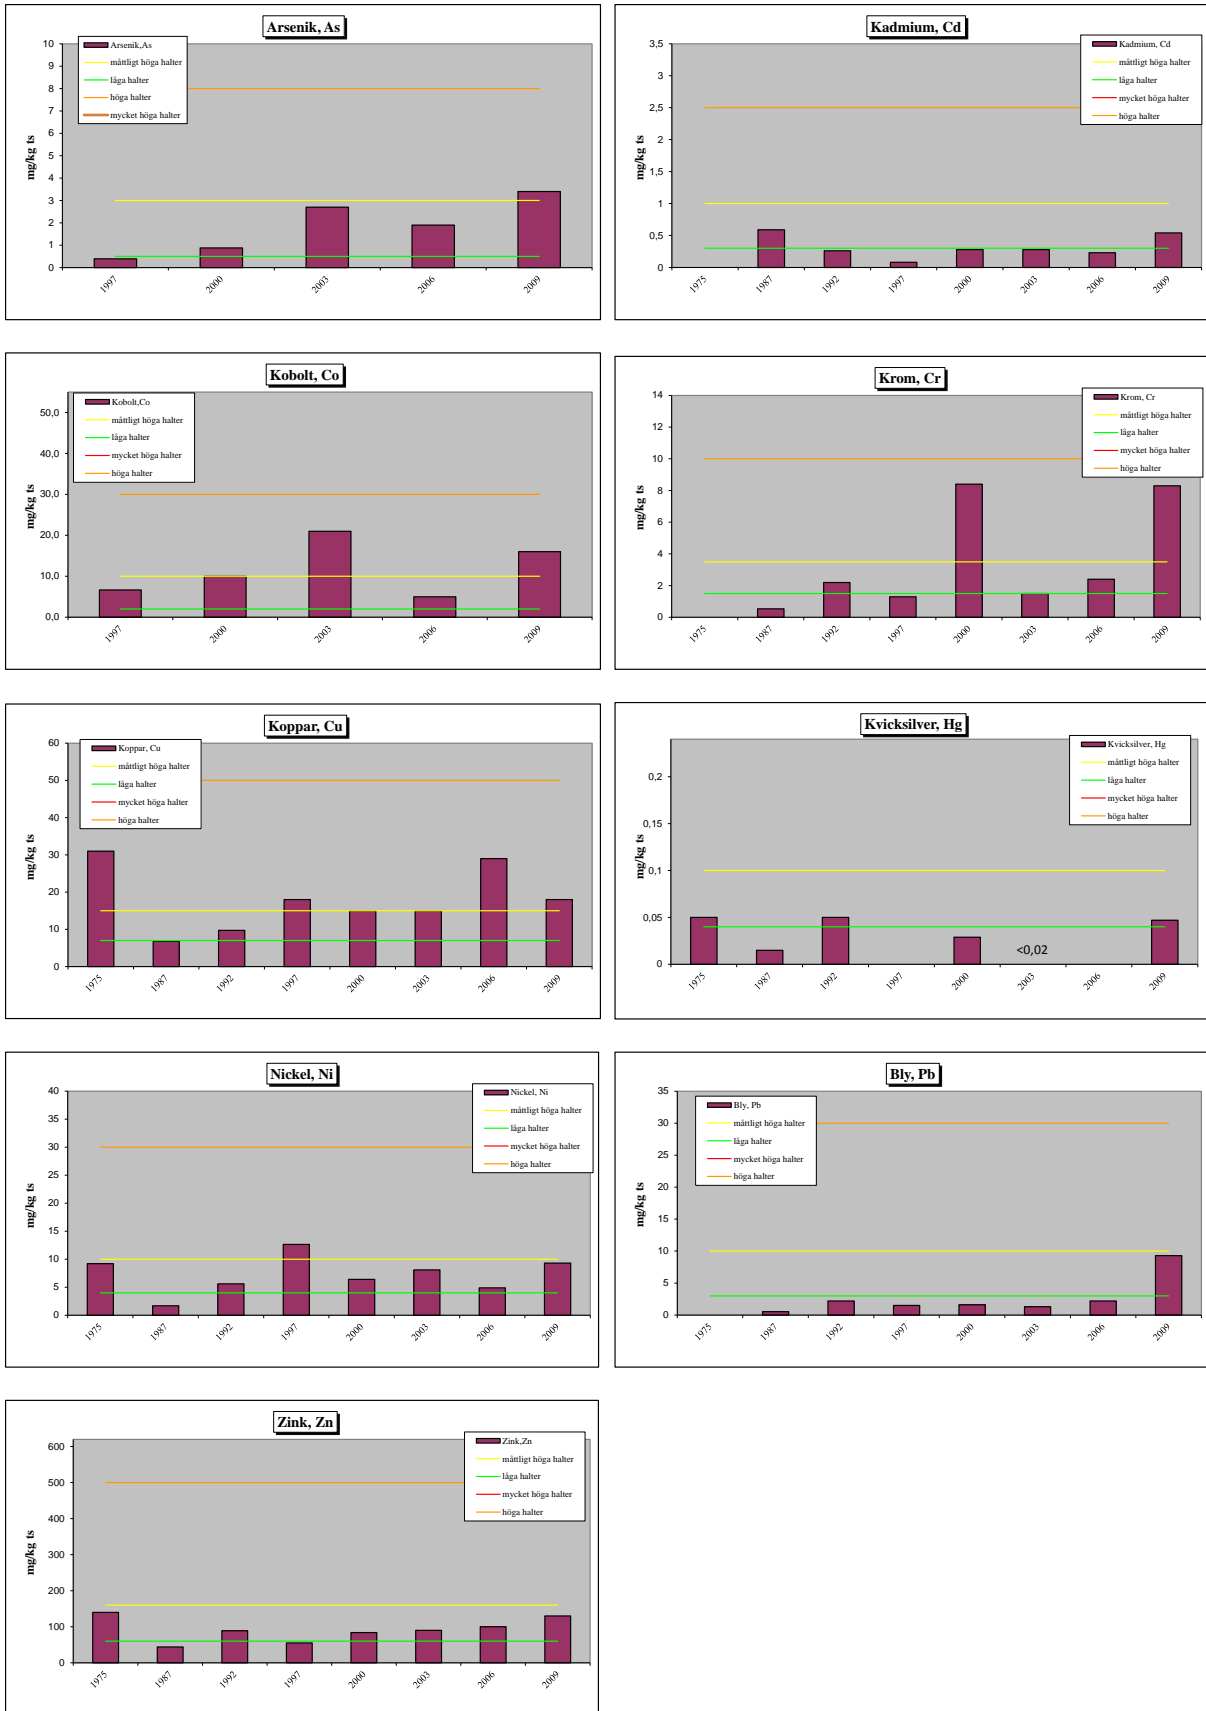 Arsenik, As
mg/kg ts
10
9
8
7
6
5
4
3
2
1
0
Arsenik,As
måttligt höga halter
låga halter
höga halter
mycket höga halter
1997
2000
2003
2006
2009
Kadmium, Cd
mg/kg ts
3,5
3
2,5
2
1,5
1
0,5
0
Kadmium, Cd
måttligt höga halter
låga halter
mycket höga halter
höga halter
1975
1987
1992
1997
2000
2003
2006
2009
Kobolt, Co
mg/kg ts
50,0
40,0
30,0
20,0
10,0
0,0
Kobolt,Co
måttligt höga halter
låga halter
mycket höga halter
höga halter
1997
2000
2003
2006
2009
Krom, Cr
mg/kg ts
14
12
10
8
6
4
2
0
Krom, Cr
måttligt höga halter
låga halter
mycket höga halter
höga halter
1975
1987
1992
1997
2000
2003
2006
2009
Koppar, Cu
mg/kg ts
60
50
40
30
20
10
0
Koppar, Cu
måttligt höga halter
låga halter
mycket höga halter
höga halter
1975
1987
1992
1997
2000
2003
2006
2009
Kvicksilver, Hg
mg/kg ts
0,2
0,15
0,1
0,05
0
Kvicksilver, Hg
måttligt höga halter
låga halter
mycket höga halter
höga halter
<0,02
1975
1987
1992
1997
2000
2003
2006
2009
Nickel, Ni
mg/kg ts
40
35
30
25
20
15
10
5
0
Nickel, Ni
måttligt höga halter
låga halter
mycket höga halter
höga halter
1975
1987
1992
1997
2000
2003
2006
2009
Bly, Pb
mg/kg ts
35
30
25
20
15
10
5
0
Bly, Pb
måttligt höga halter
låga halter
mycket höga halter
höga halter
1975
1987
1992
1997
2000
2003
2006
2009
Zink, Zn
mg/kg ts
600
500
400
300
200
100
0
Zink,Zn
måttligt höga halter
låga halter
mycket höga halter
höga halter
1975
1987
1992
1997
2000
2003
2006
2009